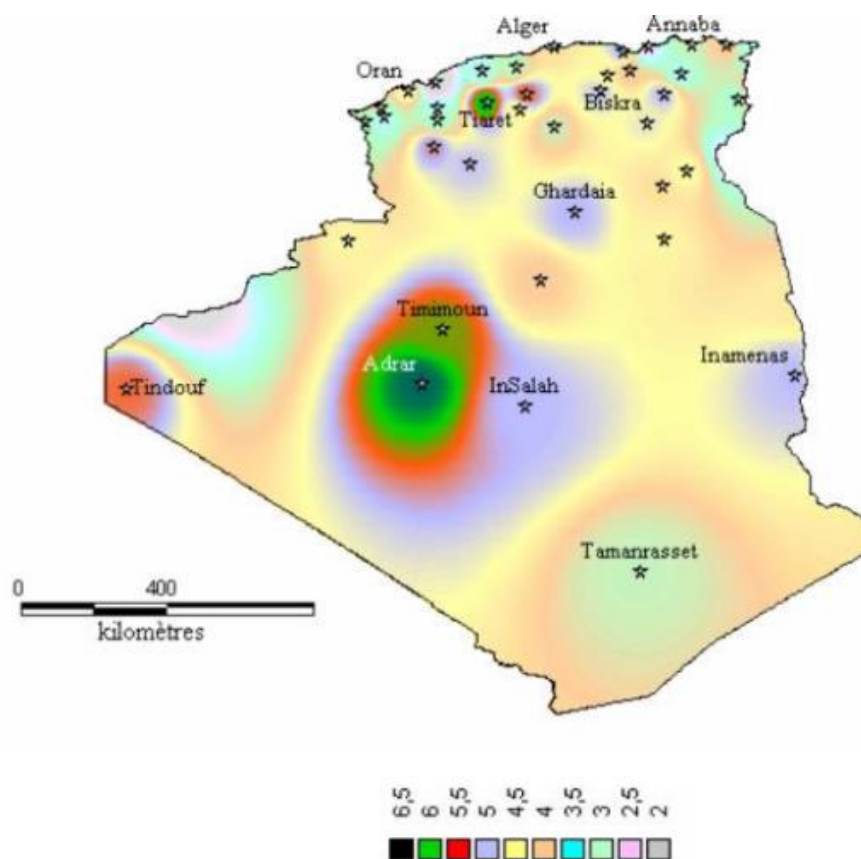 Alger
Annaba
Oran
Biskra
Tiaret
Ghardaia
Timimoun
Inamenas
Adrar
Tindouf
InSalah
Tamanrasset
0 400
kilomètres
6,5 6 5,5 5 4,5 4 3,5 3 2,5 2